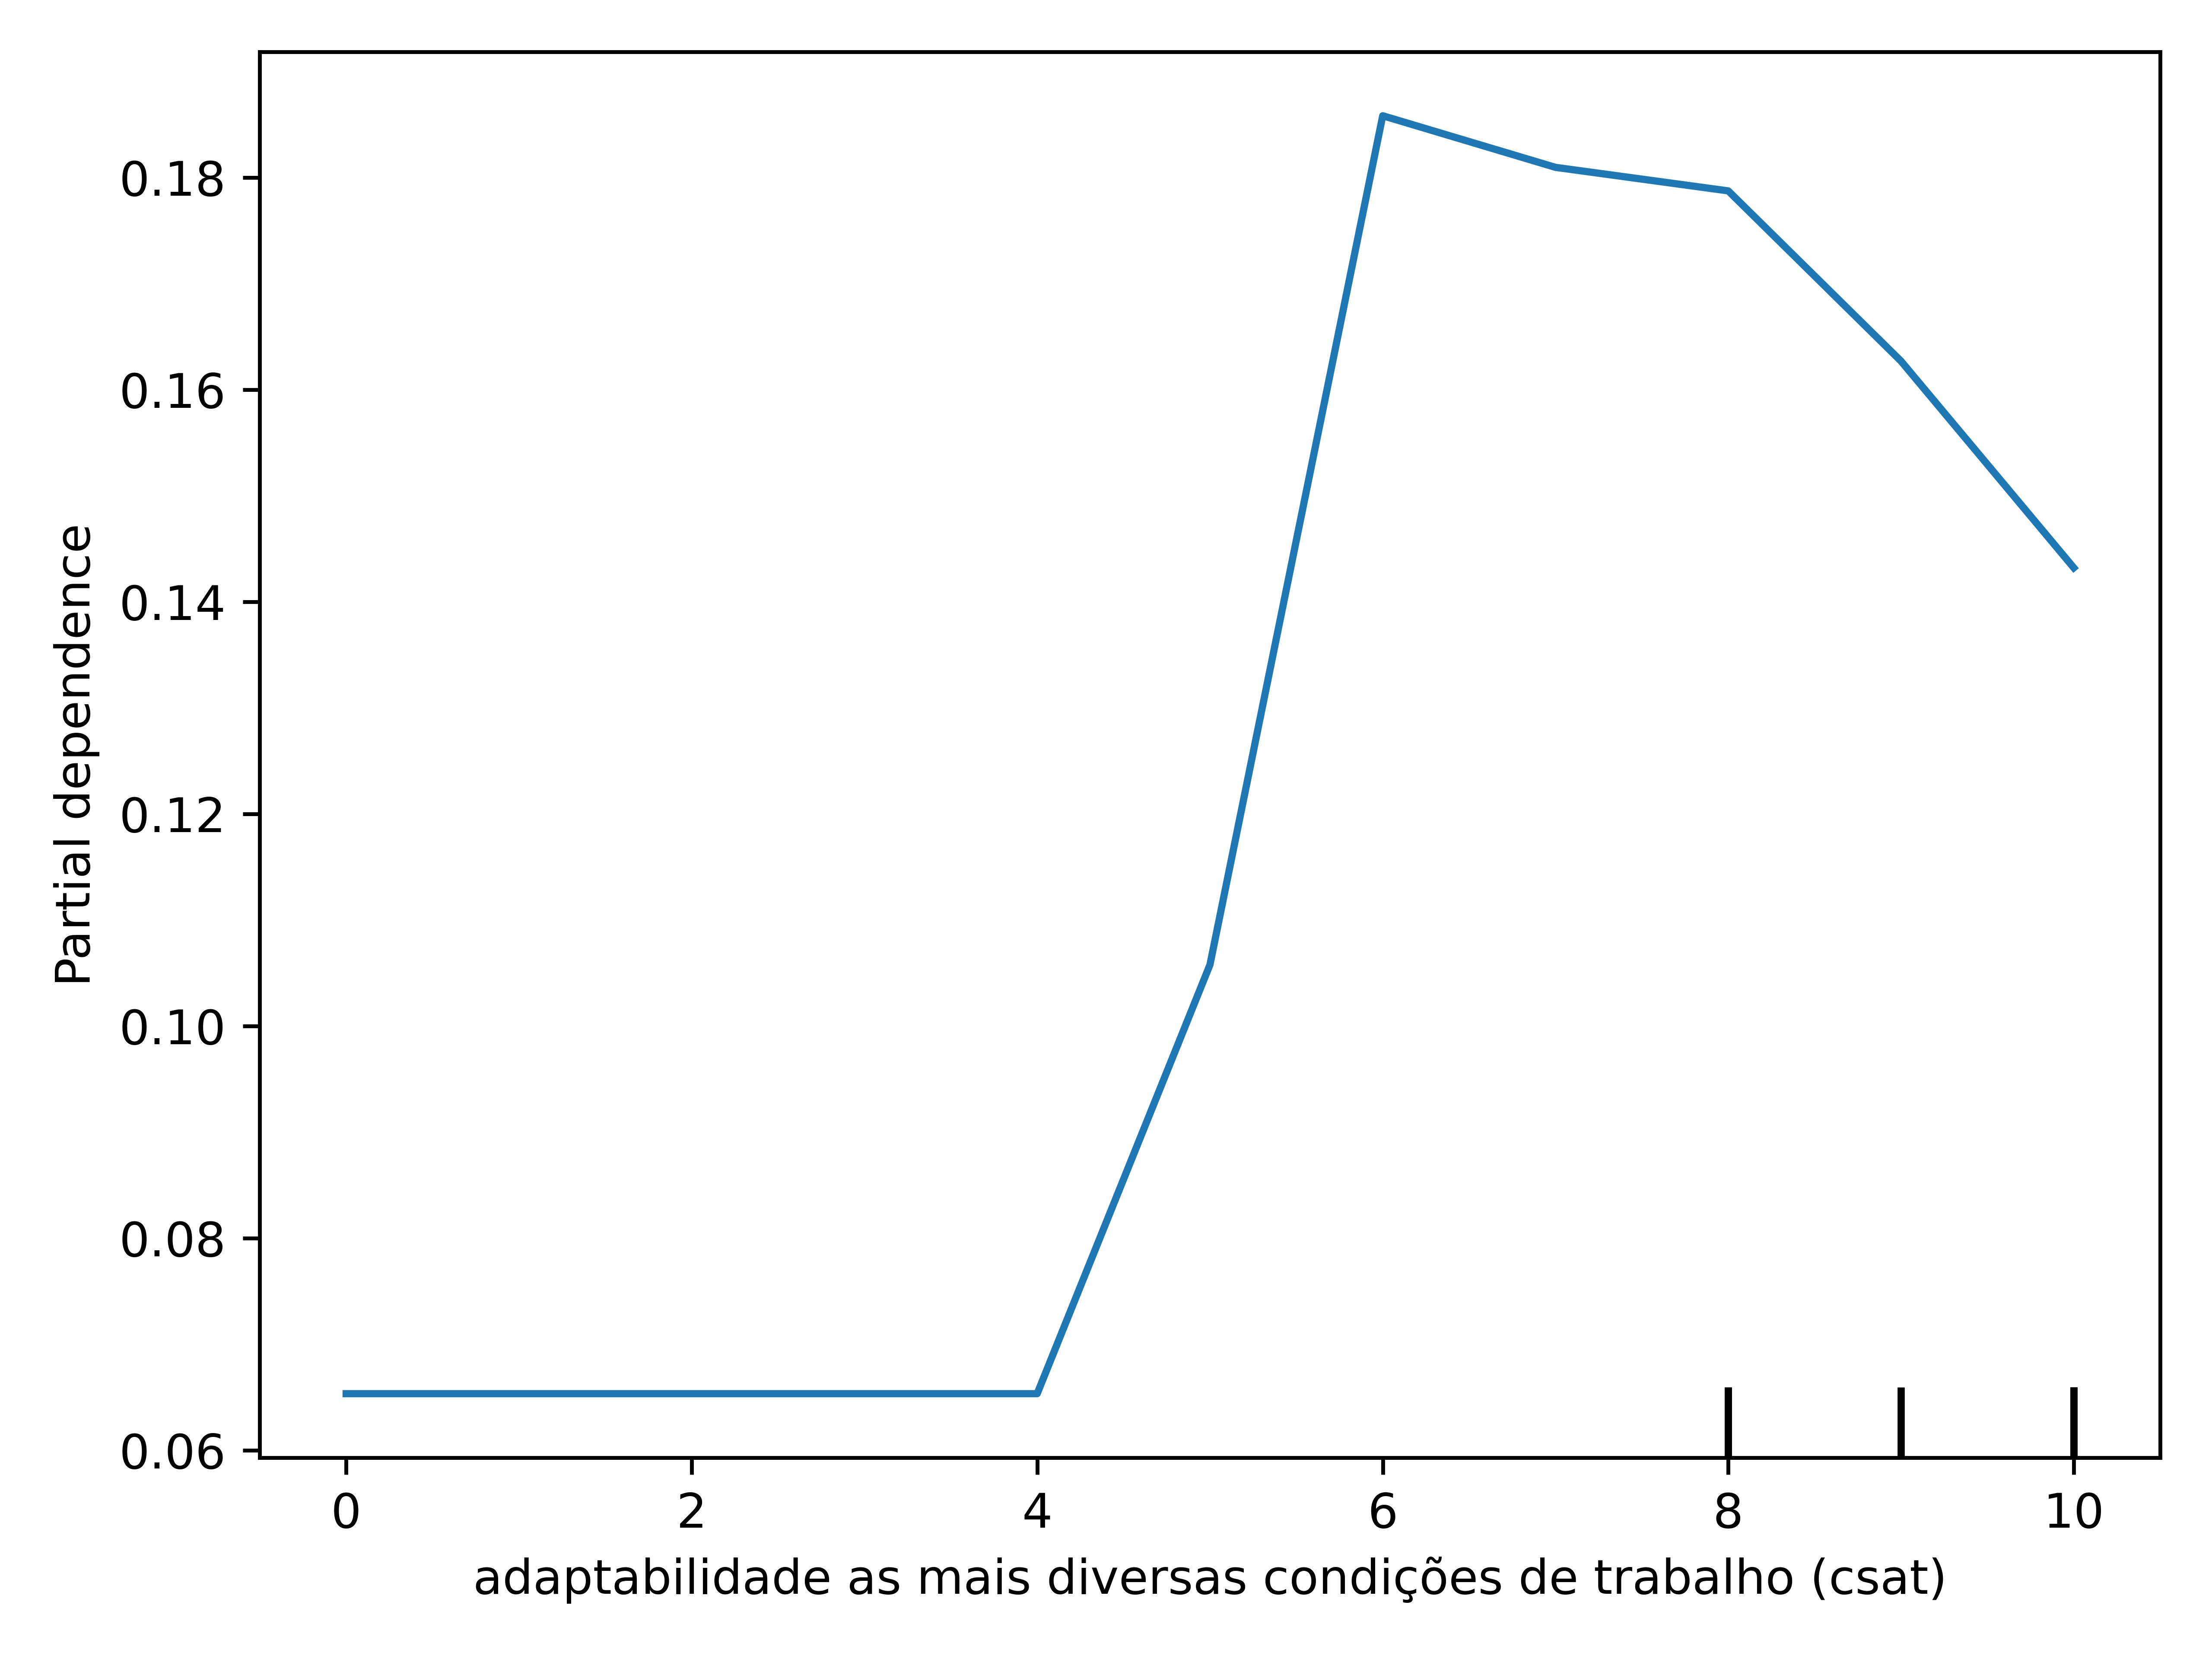 Partial dependence
0.18
0.16
0.14
0.12
0.10
0.08
0.06
0 2 4 6 8 10
adaptabilidade as mais diversas condições de trabalho (csat)